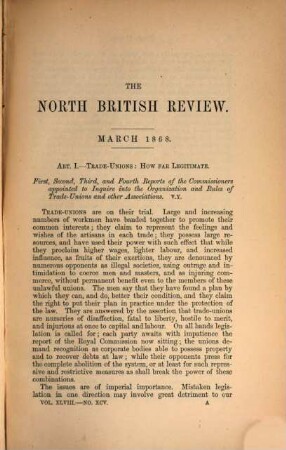 THE
NORTH BRITISH REVIEW.
MARCH 1868.
ART. I.—TRADE-UNIONS: HOW FAR LEGITIMATE.
First, Second, Third, and Fourth Reports of the Commissioners
appointed to Inquire into the Organization and Rules of
Trade-Unions and other Associations. V.Y.
TRADE-UNIONS are on their trial. Large and increasing
numbers of workmen have banded together to promote their
common interests; they claim to represent the feelings and
wishes of the artisans in each trade; they possess large re-
sources, and have used their power with such effect that while
they proclaim higher wages, lighter labour, and increased
influence, as fruits of their exertions, they are denounced by
numerous opponents as illegal societies, using outrage and in-
timidation to coerce men and masters, and as injuring com-
merce, without permanent benefit even to the members of these
unlawful unions. The men say that they have found a plan by
which they can, and do, better their condition, and they claim
the right to put their plan in practice under the protection of
the law. They are answered by the assertion that trade-unions
are nurseries of disaffection, fatal to liberty, hostile to merit,
and injurious at once to capital and labour. On all hands legis-
lation is called for; each party awaits with impatience the
report of the Royal Commission now sitting; the unions de-
mand recognition as corporate bodies able to possess property
and to recover debts at law; while their opponents press for
the complete abolition of the system, or at least for such repres-
sive and restrictive measures as shall break the power of these
combinations.
The issues are of imperial importance. Mistaken legis-
lation in one direction may involve great detriment to our
VOL. XLVIII.—NO. XCV. A